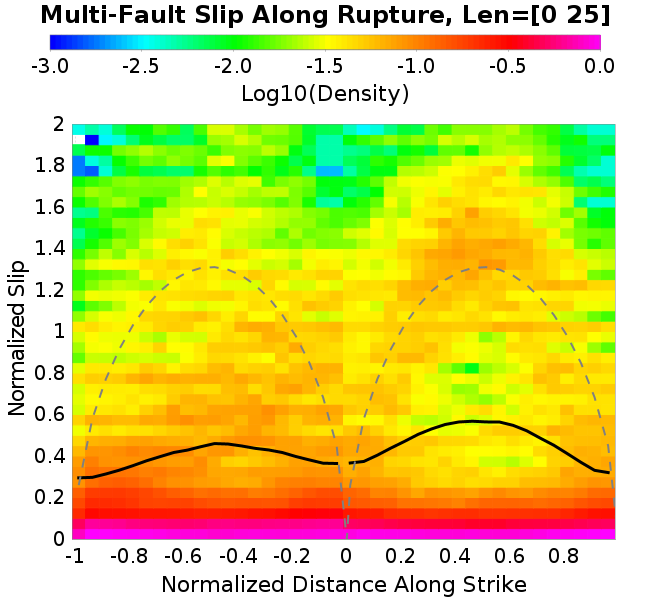 Multi-Fault Slip Along Rupture, Len=[0 25]
-3.0 -2.5 -2.0 -1.5 -1.0 -0.5 0.0
Log10(Density)
2
1.8
1.6
1.4
1.2
1
0.8
0.6
0.4
0.2
0
Normalized Slip
-1 -0.8 -0.6 -0.4 -0.2 0 0.2 0.4 0.6 0.8
Normalized Distance Along Strike